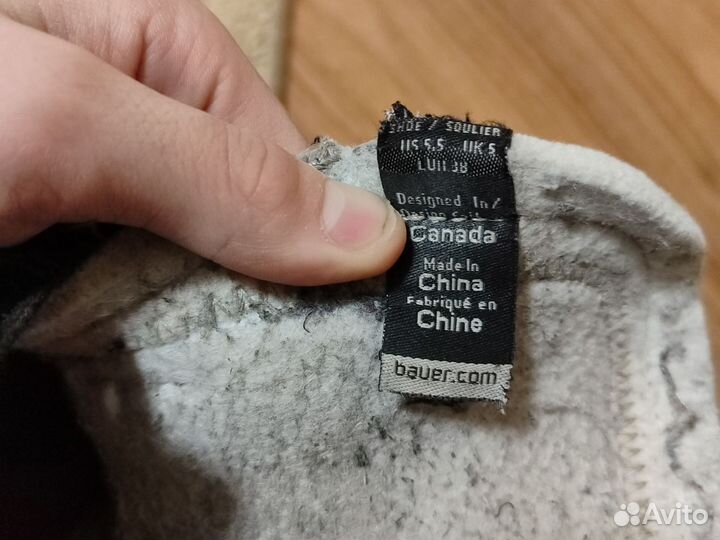 SHOE / SOULIER
US 5.5 UK 5
EUR 38
Designed In/
Canada
Made In
China
Fabriqué en
Chine
bauer.com
Avito